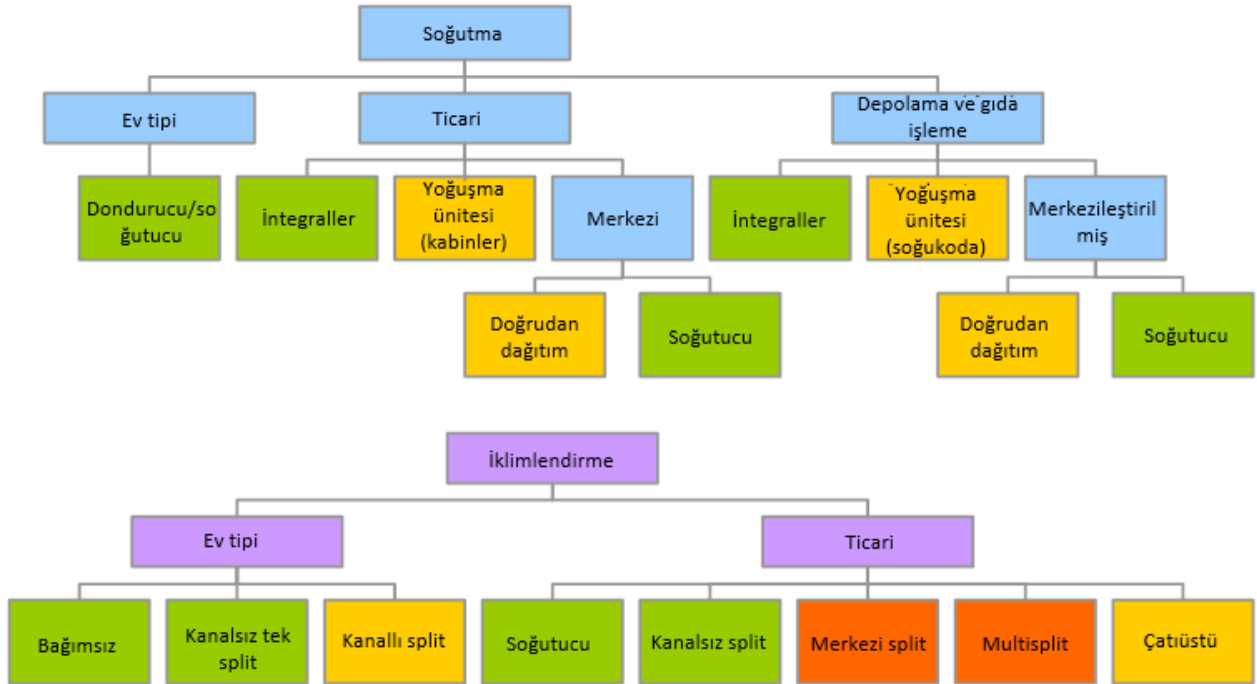 Soğutma
Ev tipi
Ticari
Depolama ve gıda
işleme
Dondurucu/so
ğutucu
İntegraller
Yoğuşma
ünitesi
(kabinler)
Merkezi
İntegraller
Yoğuşma
ünitesi
(soğukoda)
Merkezileştiril
miş
Doğrudan
dağıtım
Soğutucu
Doğrudan
dağıtım
Soğutucu
İklimlendirme
Ev tipi
Ticari
Bağımsız
Kanalsız tek
split
Kanallı split
Soğutucu
Kanalsız split
Merkezi split
Multisplit
Çatıüstü